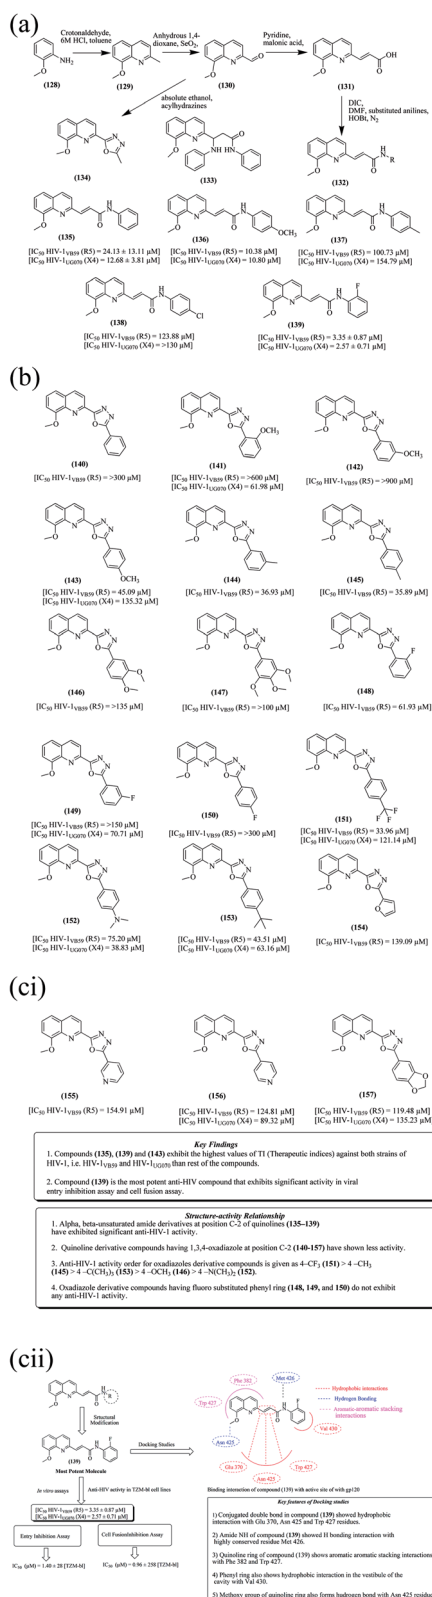 (a)
Crotonaldehyde,
6M HCl, toluene
Anhydrous 1,4-
dioxane, SeO₂,
Pyridine,
malonic acid,
NH₂
OH
(128)
(129)
(130)
(131)
absolute ethanol,
acylhydrazines
DIC,
DMF, substituted anilines,
HOBt, N₂
(134)
(133)
(132)
(135)
(136)
(137)
[IC₅₀ HIV-1VB59 (R5) = 24.13 ± 13.11 µM]
[IC₅₀ HIV-1UG070 (X4) = 12.68 ± 3.81 µM]
[IC₅₀ HIV-1VB59 (R5) = 10.38 µM]
[IC₅₀ HIV-1UG070 (X4) = 10.80 µM]
[IC₅₀ HIV-1VB59 (R5) = 100.73 µM]
[IC₅₀ HIV-1UG070 (X4) = 154.79 µM]
(138)
(139)
[IC₅₀ HIV-1VB59 (R5) = 123.88 µM]
[IC₅₀ HIV-1UG070 (X4) = >130 µM]
[IC₅₀ HIV-1VB59 (R5) = 3.35 ± 0.87 µM]
[IC₅₀ HIV-1UG070 (X4) = 2.57 ± 0.71 µM]
(b)
(140)
(141)
(142)
[IC₅₀ HIV-1VB59 (R5) = >300 µM]
[IC₅₀ HIV-1VB59 (R5) = >600 µM]
[IC₅₀ HIV-1UG070 (X4) = 61.98 µM]
[IC₅₀ HIV-1VB59 (R5) = >900 µM]
(143)
(144)
(145)
[IC₅₀ HIV-1VB59 (R5) = 45.09 µM]
[IC₅₀ HIV-1UG070 (X4) = 135.32 µM]
[IC₅₀ HIV-1VB59 (R5) = 36.93 µM]
[IC₅₀ HIV-1VB59 (R5) = 35.89 µM]
(146)
(147)
(148)
[IC₅₀ HIV-1VB59 (R5) = >135 µM]
[IC₅₀ HIV-1VB59 (R5) = >100 µM]
[IC₅₀ HIV-1VB59 (R5) = 61.93 µM]
(149)
(150)
(151)
[IC₅₀ HIV-1VB59 (R5) = >150 µM]
[IC₅₀ HIV-1UG070 (X4) = 70.71 µM]
[IC₅₀ HIV-1VB59 (R5) = >300 µM]
[IC₅₀ HIV-1VB59 (R5) = 33.96 µM]
[IC₅₀ HIV-1UG070 (X4) = 121.14 µM]
(152)
(153)
(154)
[IC₅₀ HIV-1VB59 (R5) = 75.20 µM]
[IC₅₀ HIV-1UG070 (X4) = 38.83 µM]
[IC₅₀ HIV-1VB59 (R5) = 43.51 µM]
[IC₅₀ HIV-1UG070 (X4) = 63.16 µM]
[IC₅₀ HIV-1VB59 (R5) = 139.09 µM]
(ci)
(155)
(156)
(157)
[IC₅₀ HIV-1VB59 (R5) = 154.91 µM]
[IC₅₀ HIV-1VB59 (R5) = 124.81 µM]
[IC₅₀ HIV-1UG070 (X4) = 89.32 µM]
[IC₅₀ HIV-1VB59 (R5) = 119.48 µM]
[IC₅₀ HIV-1UG070 (X4) = 135.23 µM]
Key Findings
1. Compounds (135), (139) and (143) exhibit the highest values of TI (Therapeutic indices) against both strains of
HIV-1, i.e. HIV-1VB59 and HIV-1UG070 than rest of the compounds.
2. Compound (139) is the most potent anti-HIV compound that exhibits significant activity in viral
entry inhibition assay and cell fusion assay.
Structure-activity Relationship
1. Alpha, beta-unsaturated amide derivatives at position C-2 of quinolines (135–139)
have exhibited significant anti-HIV-1 activity.
2. Quinoline derivative compounds having 1,3,4-oxadiazole at position C-2 (140-157) have shown less activity.
3. Anti-HIV-1 activity order for oxadiazoles derivative compounds is given as 4–CF₃ (151) > 4 –CH₃
(145) > 4 –C(CH₃)₃ (153) > 4 –OCH₃ (146) > 4 –N(CH₃)₂ (152).
4. Oxadiazole derivative compounds having fluoro substituted phenyl ring (148, 149, and 150) do not exhibit
any anti-HIV-1 activity.
(cii)
Structural
Modification
(139)
Most Potent Molecule
Docking Studies
In vitro assays
Anti-HIV activity in TZM-bl cell lines
[IC₅₀ HIV-1VB59 (R5) = 3.35 ± 0.87 µM]
[IC₅₀ HIV-1UG070 (X4) = 2.57 ± 0.71 µM]
Entry Inhibition Assay
Cell FusionInhibition Assay
IC₅₀ (µM) = 1.40 ± 28 [TZM-bl]
IC₅₀ (µM) = 0.96 ± 258 [TZM-bl]
Phe 382
Met 426
Trp 427
Hydrophobic interactions
Hydrogen Bonding
Aromatic-aromatic stacking
interactions
Val 430
Asn 425
Glu 370
Trp 427
Asn 425
Binding interaction of compound (139) with active site of with gp120
Key features of Docking studies
1) Conjugated double bond in compound (139) showed hydrophobic
interaction with Glu 370, Asn 425 and Trp 427 residues.
2) Amide NH of compound (139) showed H bonding interaction with
highly conserved residue Met 426.
3) Quinoline ring of compound (139) shows aromatic aromatic interactions
with Phe 382 and Trp 427.
4) Phenyl ring also shows hydrophobic interaction in the vestibule of the
cavity with Val 430.
5) Methoxy group of quinoline ring also forms hydrogen bond with Asn 425 residue